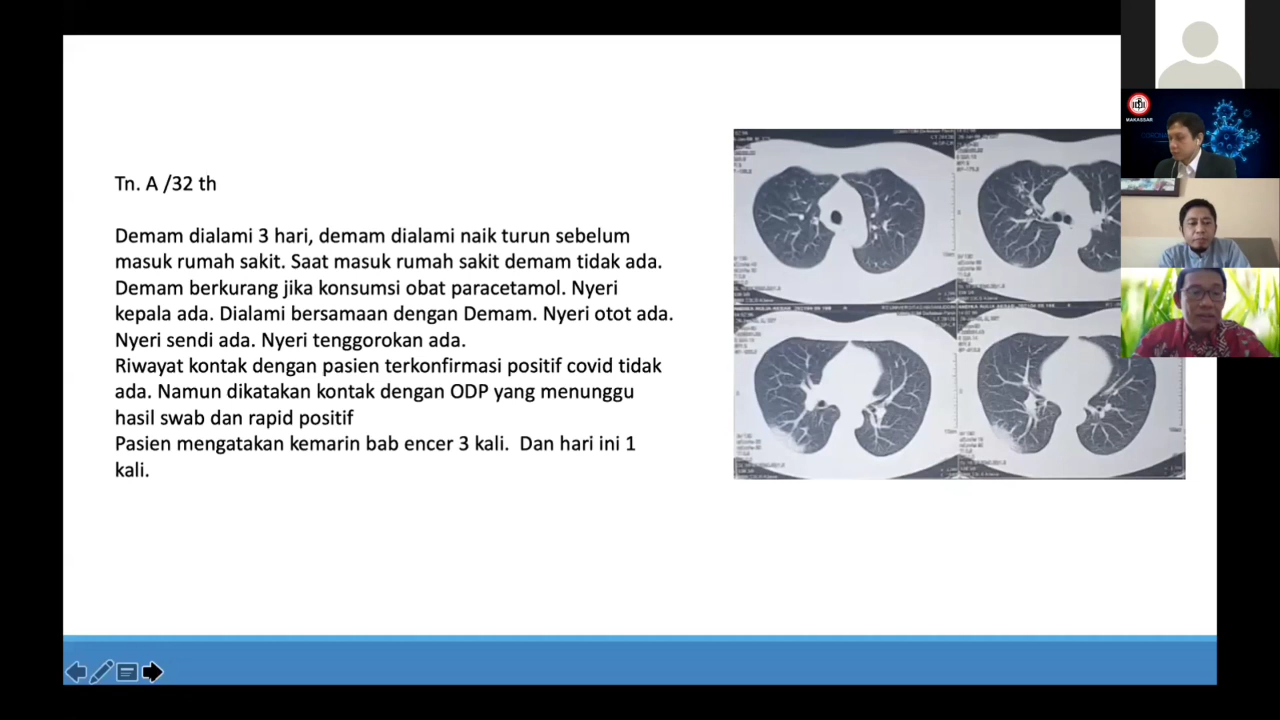 Tn. A /32 th
Demam dialami 3 hari, demam dialami naik turun sebelum
masuk rumah sakit. Saat masuk rumah sakit demam tidak ada.
Demam berkurang jika konsumsi obat paracetamol. Nyeri
kepala ada. Dialami bersamaan dengan Demam. Nyeri otot ada.
Nyeri sendi ada. Nyeri tenggorokan ada.
Riwayat kontak dengan pasien terkonfirmasi positif covid tidak
ada. Namun dikatakan kontak dengan ODP yang menunggu
hasil swab dan rapid positif
Pasien mengatakan kemarin bab encer 3 kali.  Dan hari ini 1
kali.
MAKASSAR